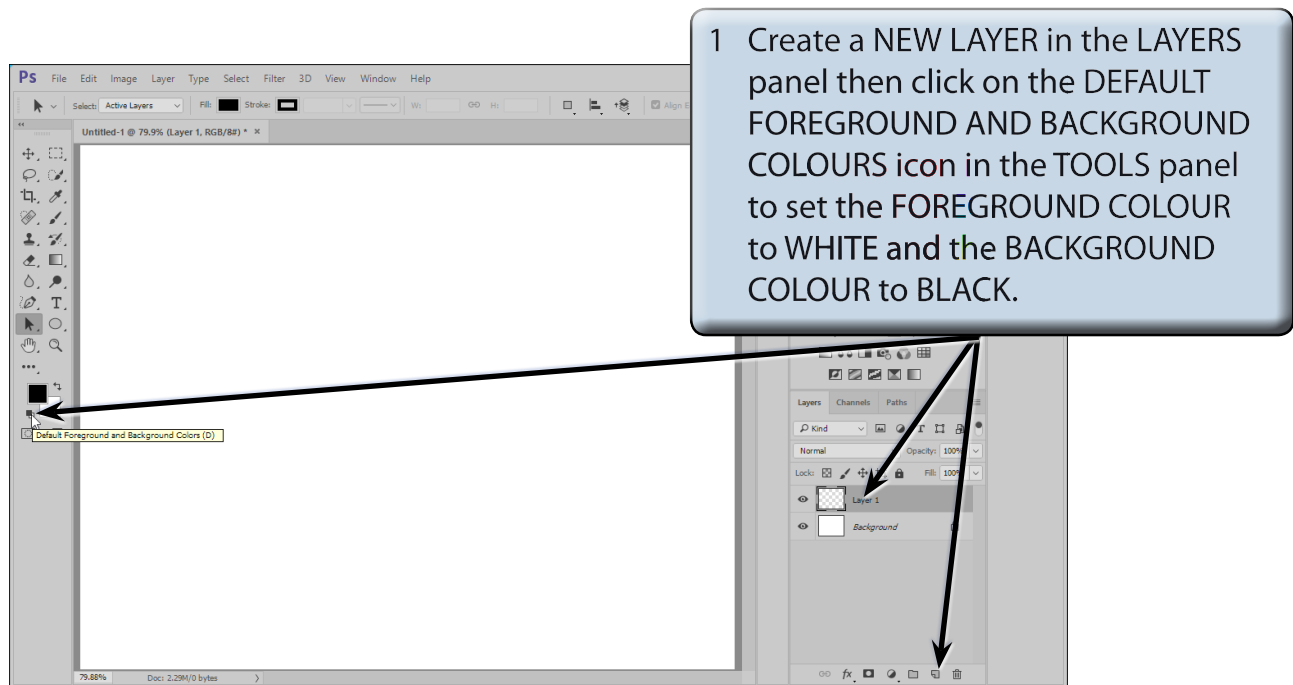 1 Create a NEW LAYER in the LAYERS
panel then click on the DEFAULT
FOREGROUND AND BACKGROUND
COLOURS icon in the TOOLS panel
to set the FOREGROUND COLOUR
to WHITE and the BACKGROUND
COLOUR to BLACK.
Ps File Edit Image Layer Type Select Filter 3D View Window Help
Select: Active Layers Fill: Stroke: W: H:
Untitled-1 @ 79.9% (Layer 1, RGB/8#) * ×
Default Foreground and Background Colors (D)
Layers Channels Paths
Kind
Normal Opacity: 100%
Lock: Fill: 100%
Layer 1
Background
fx
79.88% Doc: 2.29M/0 bytes